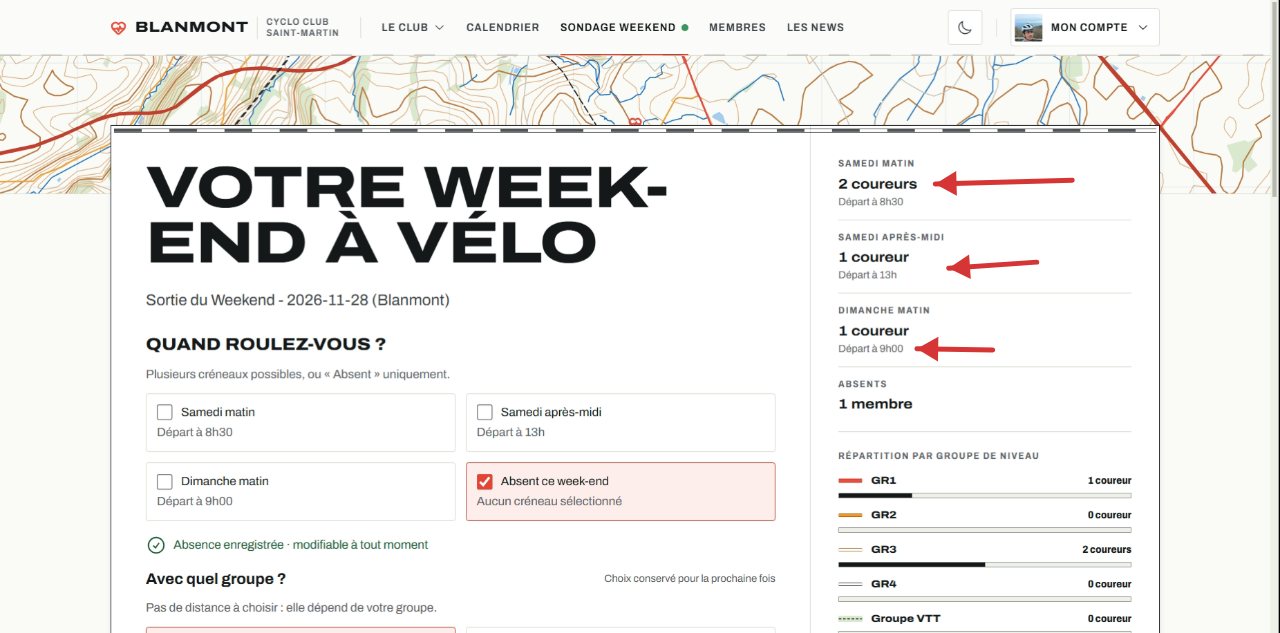 BLANMONT
CYCLO CLUB
SAINT-MARTIN
LE CLUB
CALENDRIER
SONDAGE WEEKEND
MEMBRES
LES NEWS
MON COMPTE
VOTRE WEEK-
END À VÉLO
Sortie du Weekend - 2026-11-28 (Blanmont)
QUAND ROULEZ-VOUS ?
Plusieurs créneaux possibles, ou « Absent » uniquement.
Samedi matin
Départ à 8h30
Samedi après-midi
Départ à 13h
Dimanche matin
Départ à 9h00
Absent ce week-end
Aucun créneau sélectionné
Absence enregistrée · modifiable à tout moment
Avec quel groupe ?
Choix conservé pour la prochaine fois
Pas de distance à choisir : elle dépend de votre groupe.
SAMEDI MATIN
2 coureurs
Départ à 8h30
SAMEDI APRÈS-MIDI
1 coureur
Départ à 13h
DIMANCHE MATIN
1 coureur
Départ à 9h00
ABSENTS
1 membre
RÉPARTITION PAR GROUPE DE NIVEAU
GR1 1 coureur
GR2 0 coureur
GR3 2 coureurs
GR4 0 coureur
Groupe VTT 0 coureur